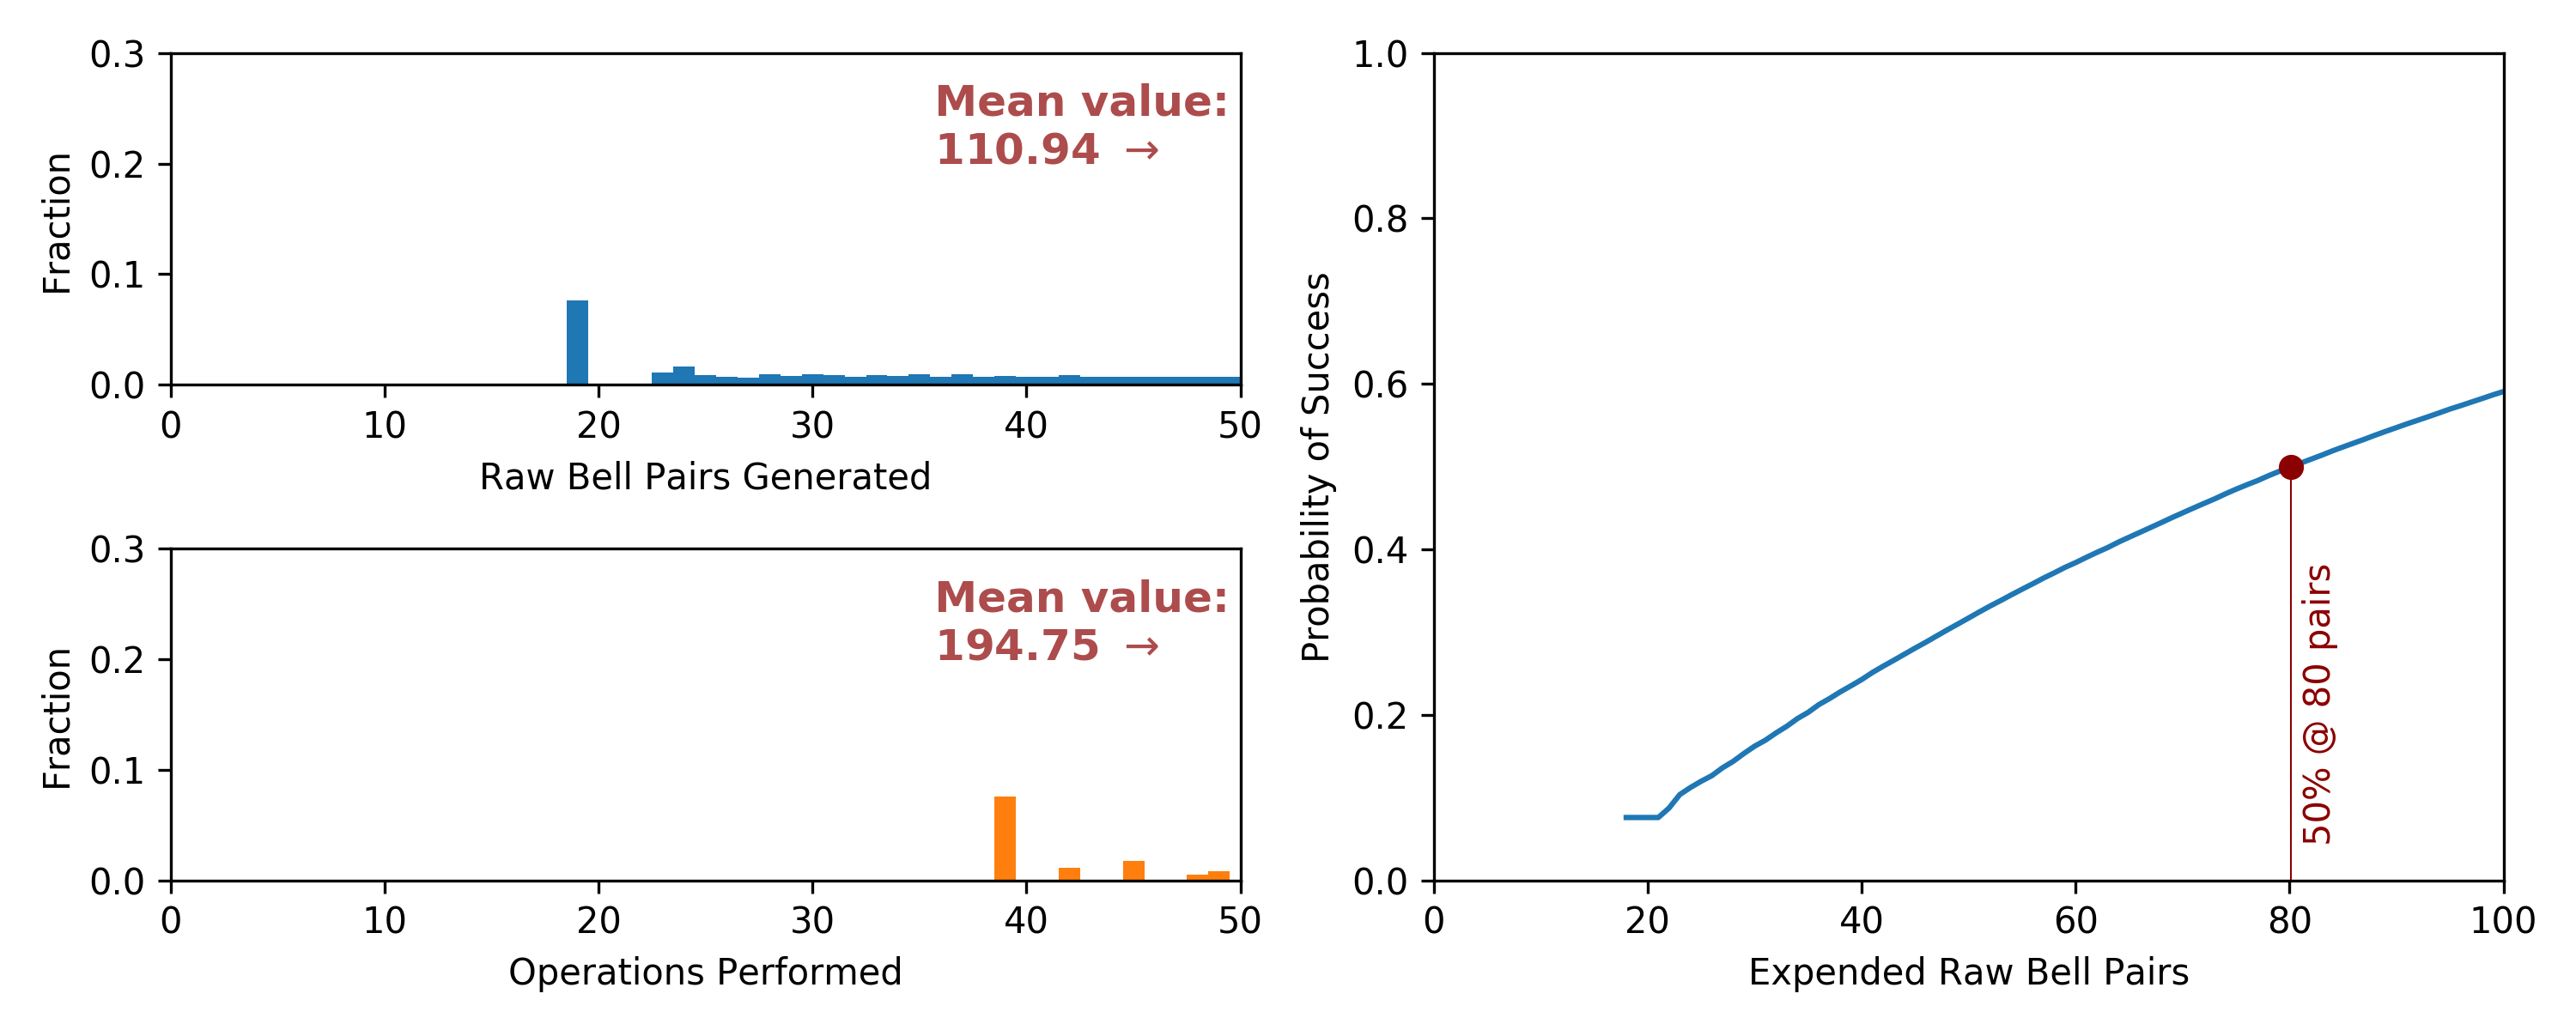 0.3
0.2
0.1
0.0
Fraction
Mean value:
110.94 →
0 10 20 30 40 50
Raw Bell Pairs Generated
0.3
0.2
0.1
0.0
Fraction
Mean value:
194.75 →
0 10 20 30 40 50
Operations Performed
1.0
0.8
0.6
0.4
0.2
0.0
Probability of Success
50% @ 80 pairs
0 20 40 60 80 100
Expended Raw Bell Pairs